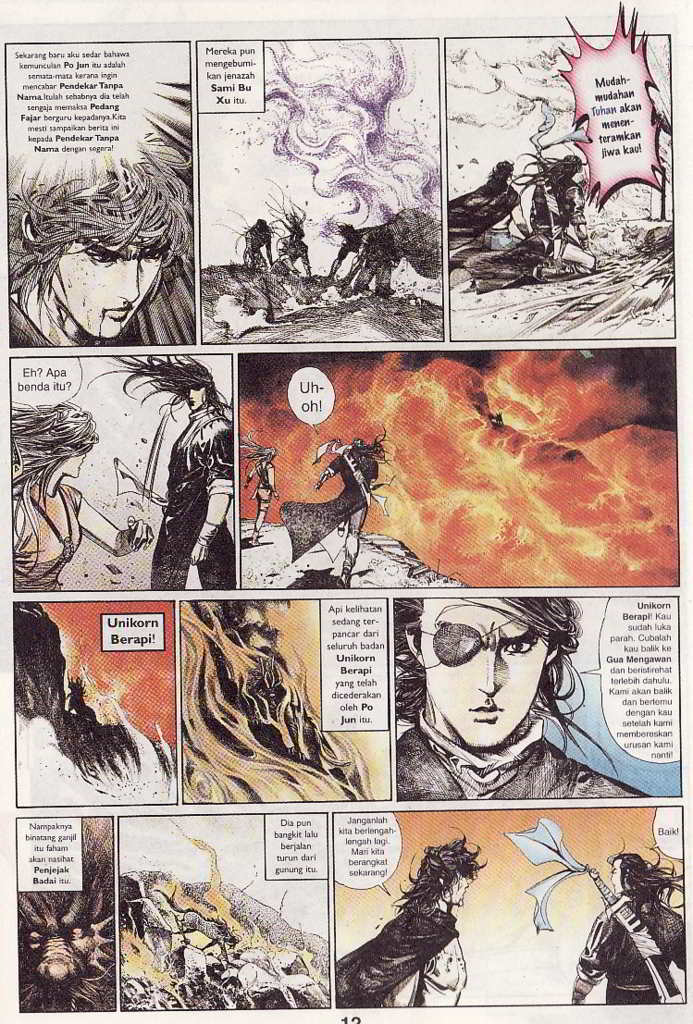 Sekarang baru aku sedar bahawa
kemunculan Po Jun itu adalah
semata-mata kerana ingin
mencabar Pendekar Tanpa
Nama.Itulah sebabnya dia telah
sengaja memaksa Pedang
Fajar berguru kepadanya.Kita
mesti sampaikan berita ini
kepada Pendekar Tanpa
Nama dengan segera!
Mereka pun
mengebumi-
kan jenazah
Sami Bu
Xu itu.
Mudah-
mudahan
Tuhan akan
menen-
teramkan
jiwa kau!
Eh? Apa
benda itu?
Uh-
oh!
Unikorn
Berapi!
Api kelihatan
sedang ter-
pancar dari
seluruh badan
Unikorn
Berapi
yang telah
dicederakan
oleh Po
Jun itu.
Unikorn
Berapi! Kau
sudah luka
parah. Cubalah
kau balik ke
Gua Mengawan
dan beristirehat
terlebih dahulu.
Kami akan balik
dan bertemu
dengan kau
setelah kami
membereskan
urusan kami
nanti!
Nampaknya
binatang ganjil
itu faham
akan nasihat
Penjejak
Badai itu.
Dia pun
bangkit lalu
berjalan
turun dari
gunung itu.
Janganlah
kita berlengah-
lengah lagi.
Mari kita
berangkat
sekarang!
Baik!
12